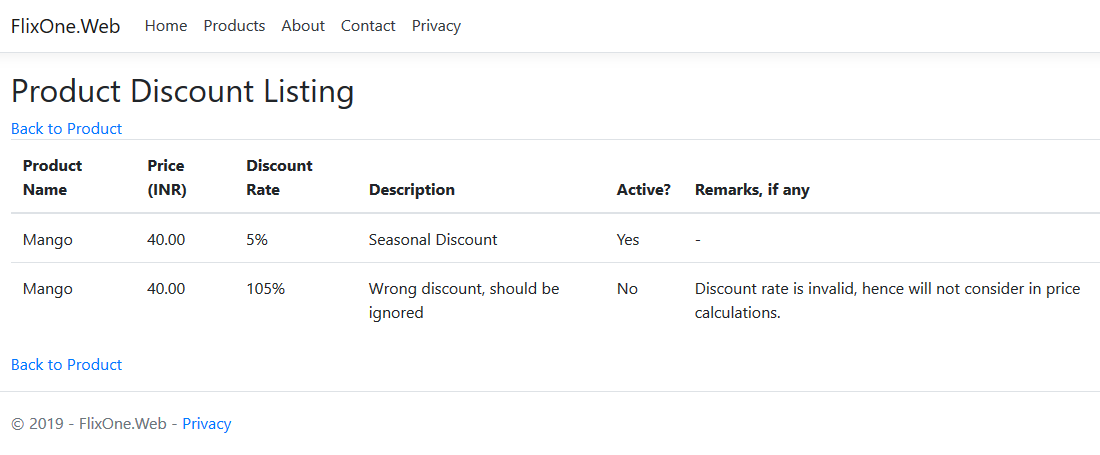 FlixOne.Web Home Products About Contact Privacy
Product Discount Listing
Back to Product
Product Name Price (INR) Discount Rate Description Active? Remarks, if any
Mango 40.00 5% Seasonal Discount Yes -
Mango 40.00 105% Wrong discount, should be ignored No Discount rate is invalid, hence will not consider in price calculations.
Back to Product
© 2019 - FlixOne.Web - Privacy